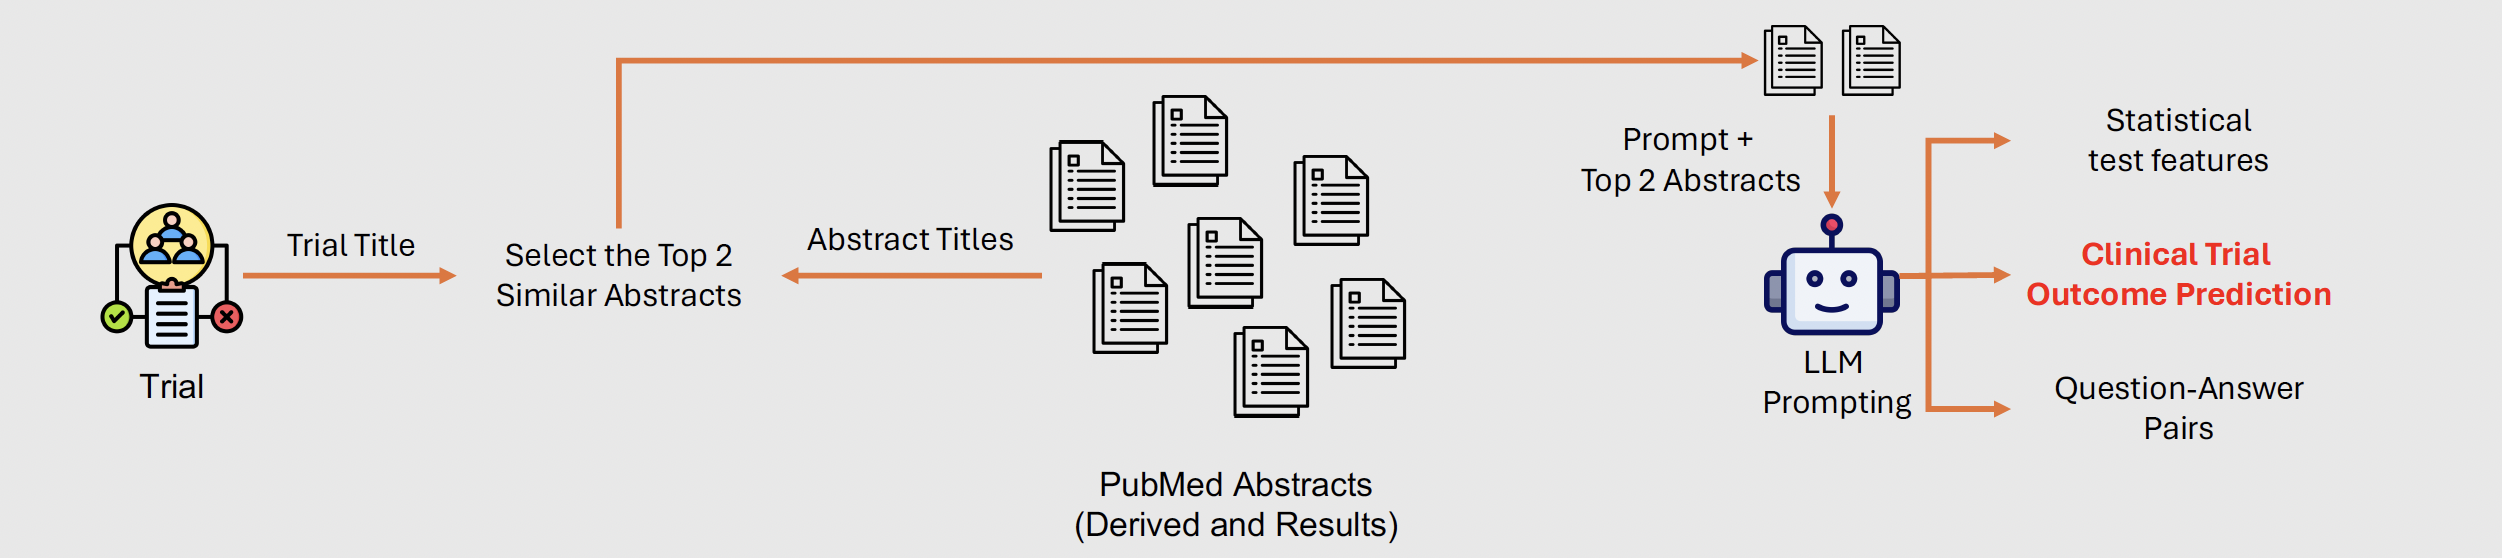 Trial
Trial Title
Select the Top 2
Similar Abstracts
Abstract Titles
PubMed Abstracts
(Derived and Results)
Prompt +
Top 2 Abstracts
LLM
Prompting
Statistical
test features
Clinical Trial
Outcome Prediction
Question-Answer
Pairs